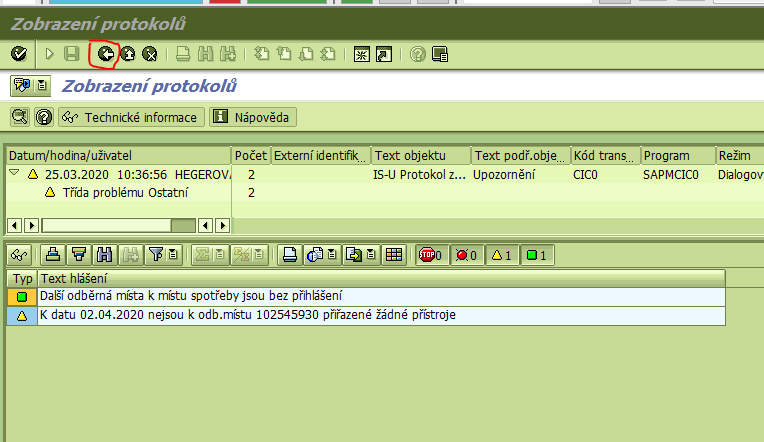 Zobrazení protokolů
Zobrazení protokolů
Technické informace Nápověda
Datum/hodina/uživatel Počet Externí identifik... Text objektu Text podř.obje... Kód trans... Program Režim
25.03.2020 10:36:56 HEGEROVA 2 IS-U Protokol z... Upozornění CIC0 SAPMCIC0 Dialogov
Třída problému Ostatní 2
STOP 0 0 1 1
Typ Text hlášení
Další odběrná místa k místu spotřeby jsou bez přihlášení
K datu 02.04.2020 nejsou k odb.místu 102545930 přiřazené žádné přístroje